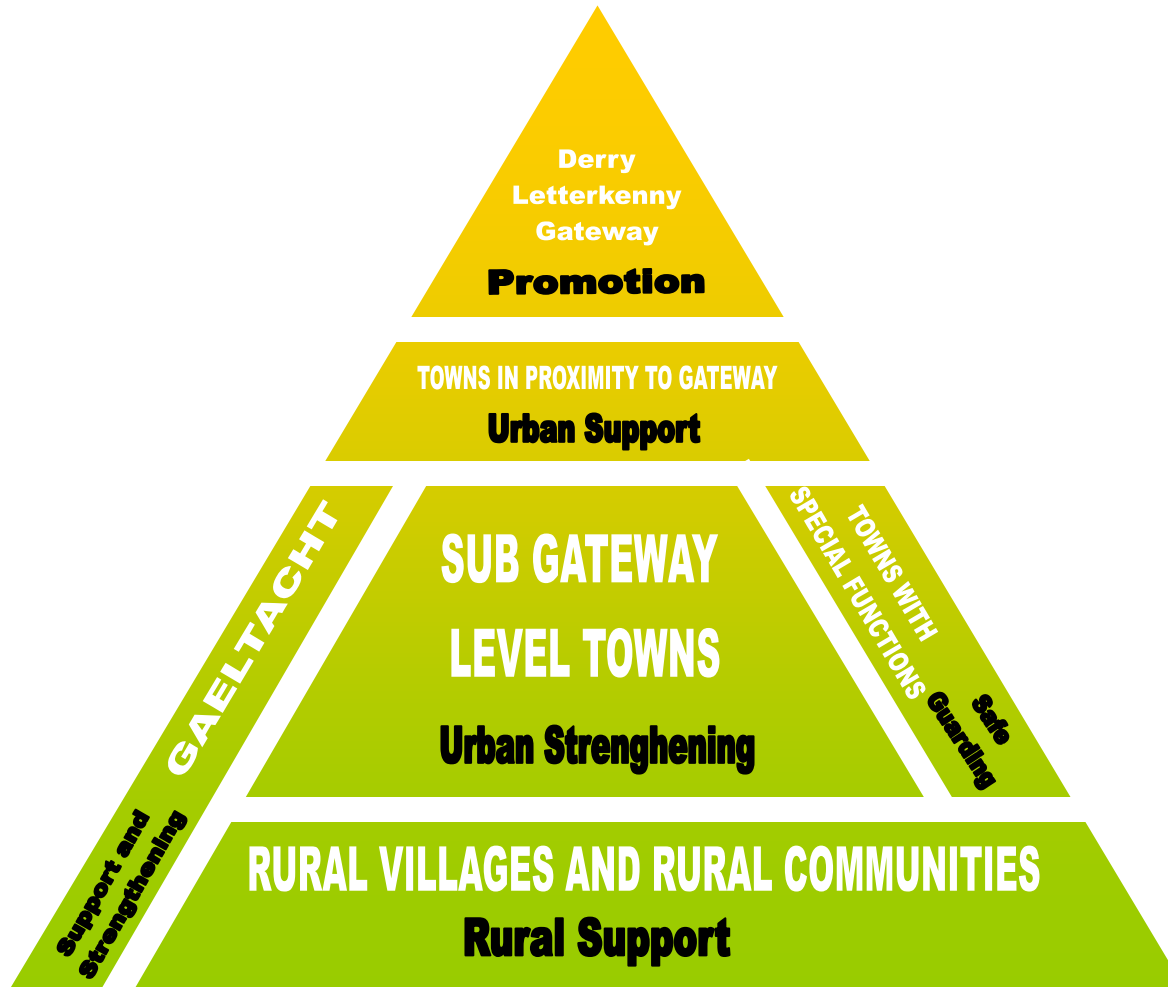 Derry
Letterkenny
Gateway
Promotion
TOWNS IN PROXIMITY TO GATEWAY
Urban Support
GAELTACHT
Support and
Strengthening
SUB GATEWAY
LEVEL TOWNS
Urban Strenghening
TOWNS WITH
SPECIAL FUNCTIONS
Safe
Guarding
RURAL VILLAGES AND RURAL COMMUNITIES
Rural Support